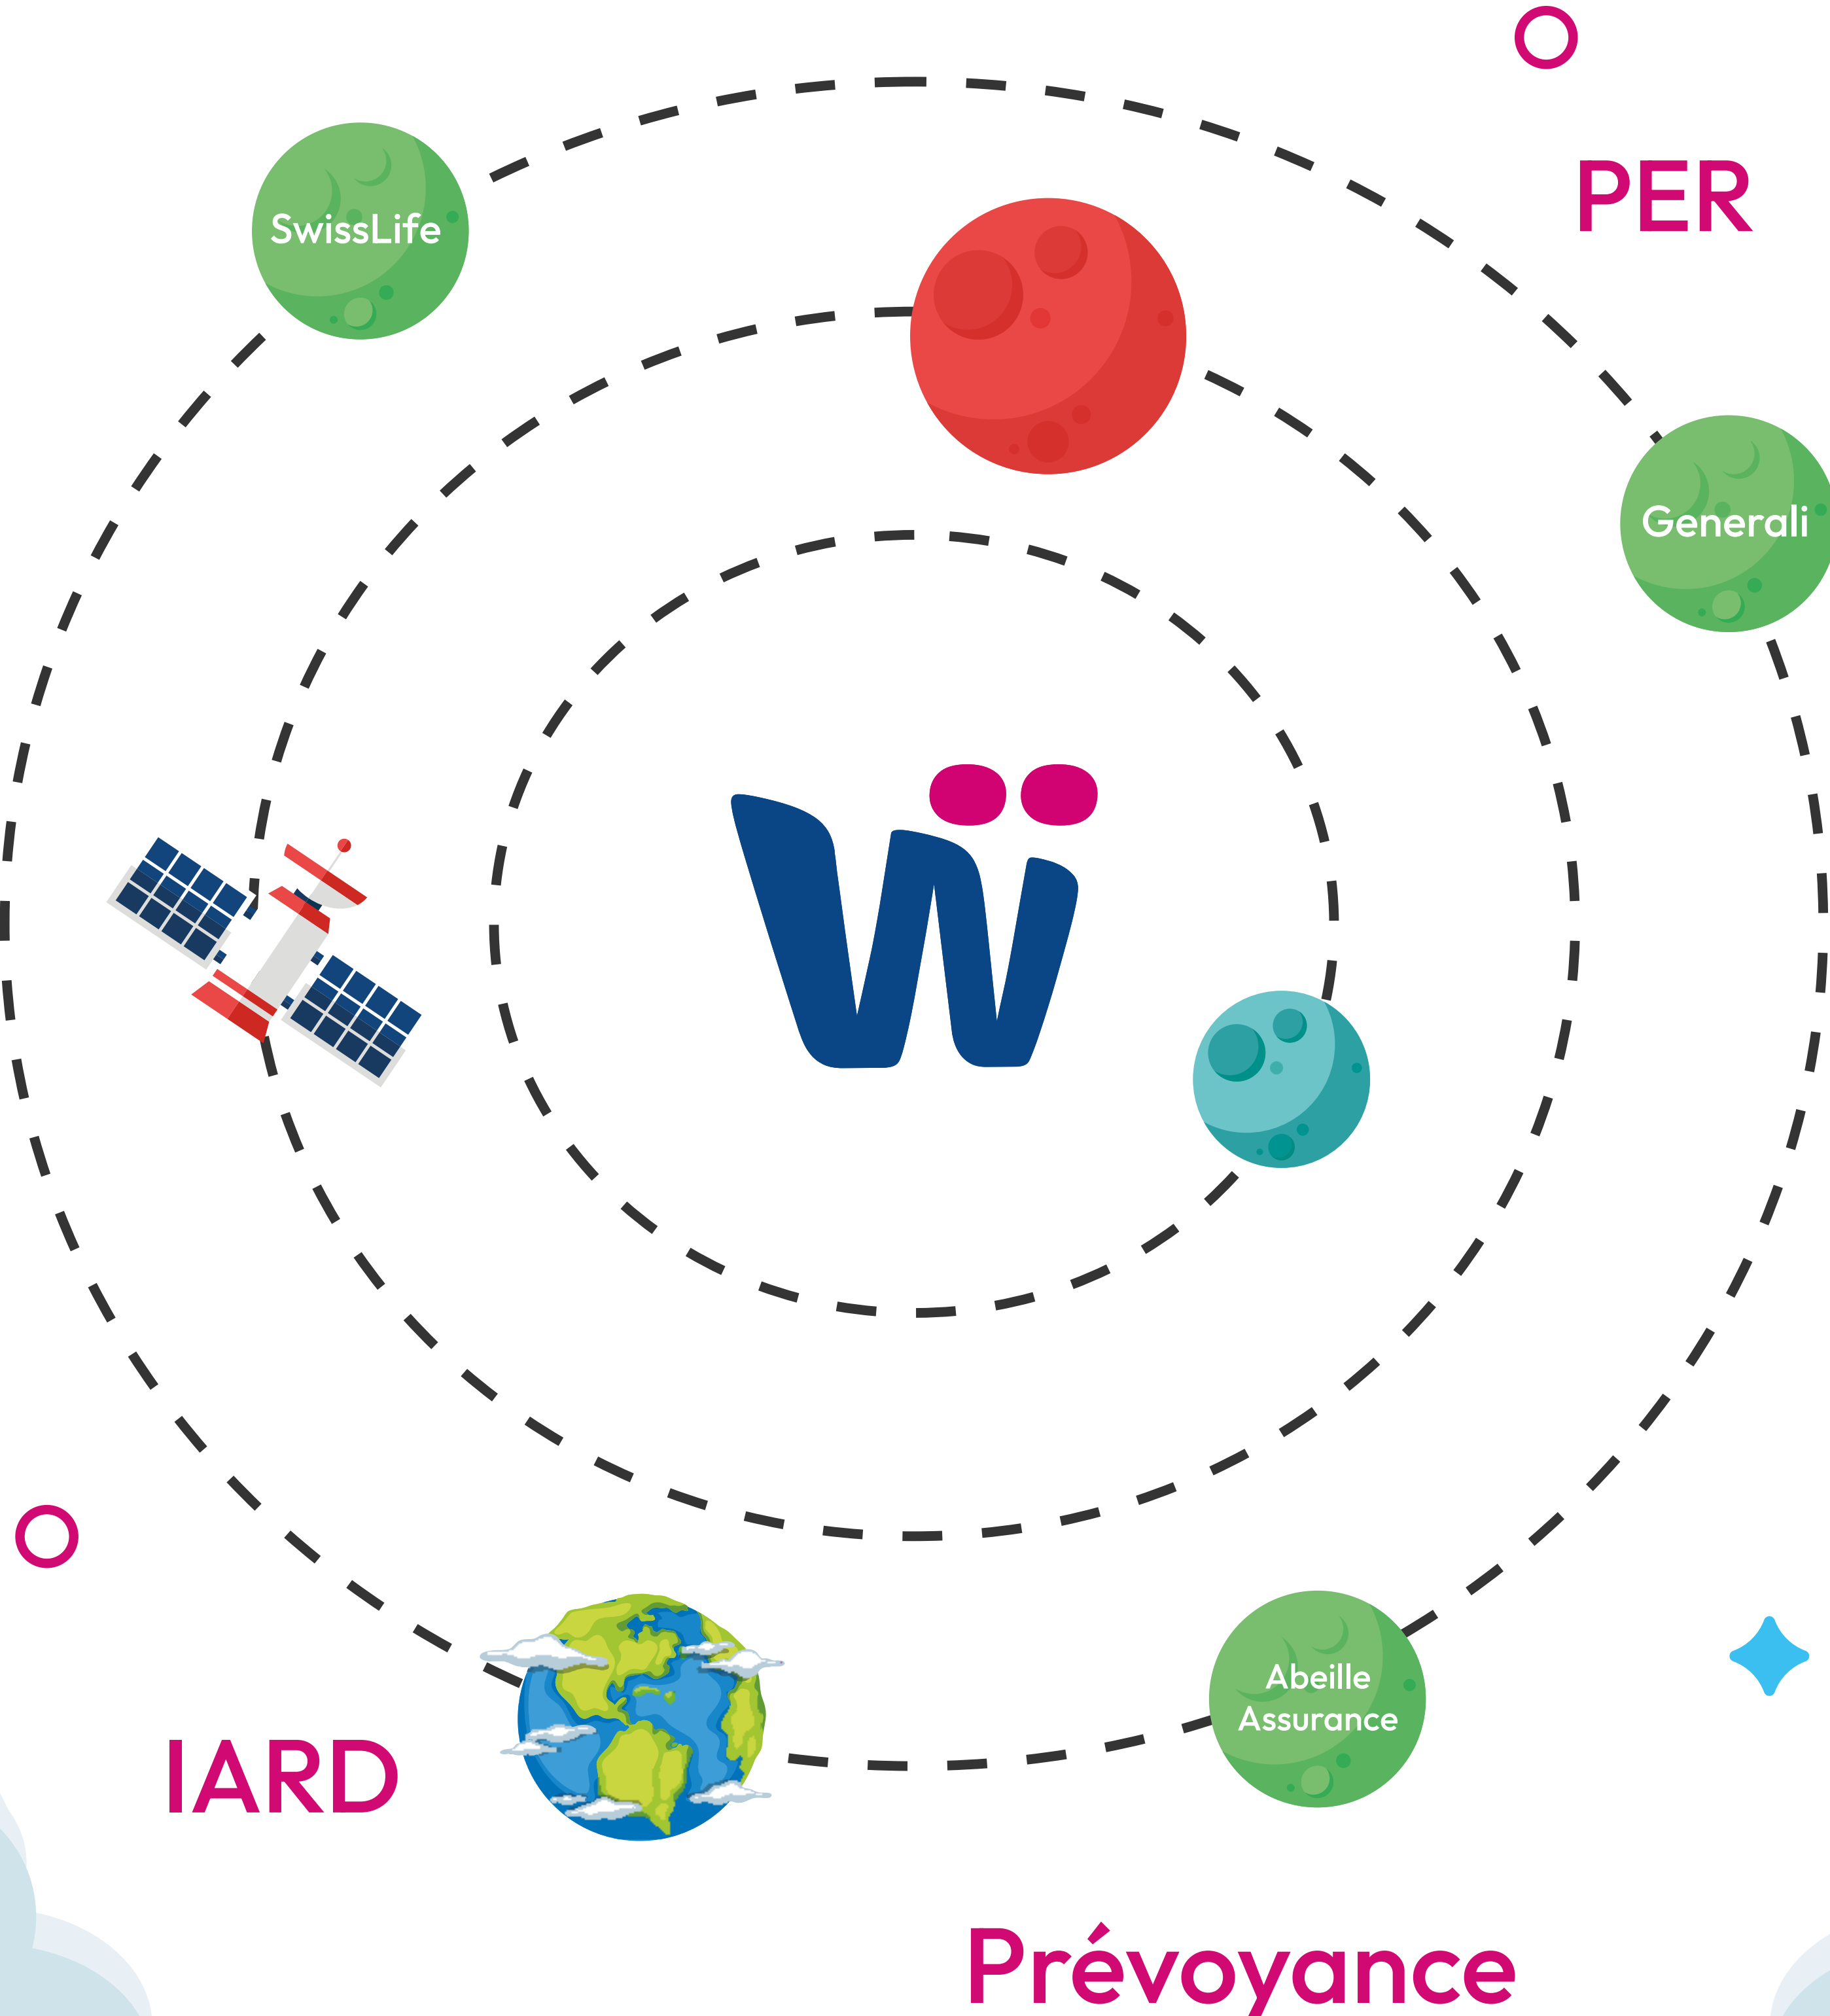 PER
SwissLife
Generali
Ẅ
Abeille
Assurance
IARD
Prévoyance